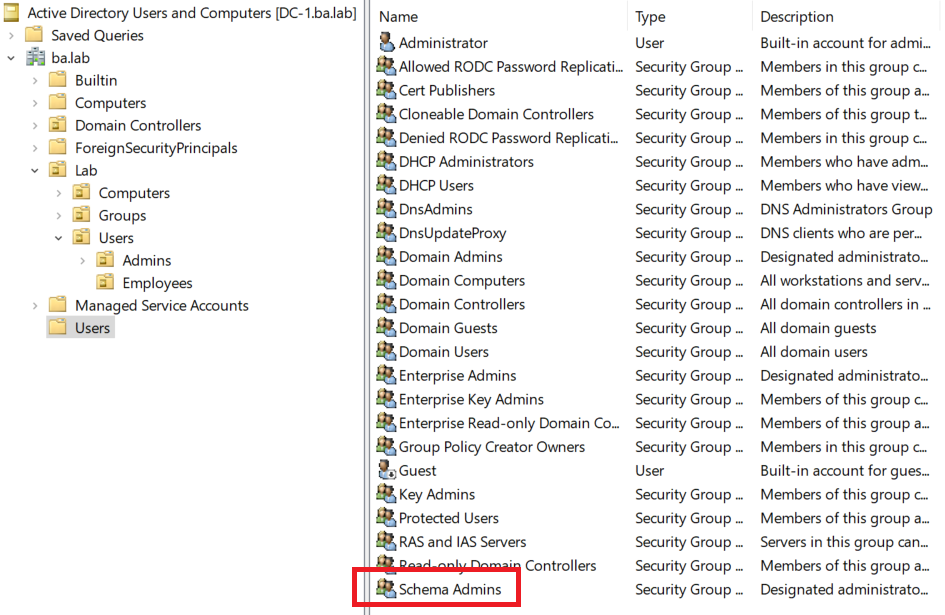 Active Directory Users and Computers [DC-1.ba.lab]
Saved Queries
ba.lab
Builtin
Computers
Domain Controllers
ForeignSecurityPrincipals
Lab
Computers
Groups
Users
Admins
Employees
Managed Service Accounts
Users
Name Type Description
Administrator User Built-in account for admi...
Allowed RODC Password Replicati... Security Group ... Members in this group c...
Cert Publishers Security Group ... Members of this group a...
Cloneable Domain Controllers Security Group ... Members of this group t...
Denied RODC Password Replicati... Security Group ... Members in this group c...
DHCP Administrators Security Group ... Members who have adm...
DHCP Users Security Group ... Members who have view...
DnsAdmins Security Group ... DNS Administrators Group
DnsUpdateProxy Security Group ... DNS clients who are per...
Domain Admins Security Group ... Designated administrato...
Domain Computers Security Group ... All workstations and serv...
Domain Controllers Security Group ... All domain controllers in ...
Domain Guests Security Group ... All domain guests
Domain Users Security Group ... All domain users
Enterprise Admins Security Group ... Designated administrato...
Enterprise Key Admins Security Group ... Members of this group c...
Enterprise Read-only Domain Co... Security Group ... Members of this group a...
Group Policy Creator Owners Security Group ... Members in this group c...
Guest User Built-in account for gues...
Key Admins Security Group ... Members of this group c...
Protected Users Security Group ... Members of this group a...
RAS and IAS Servers Security Group ... Servers in this group can...
Read-only Domain Controllers Security Group ... Members of this group a...
Schema Admins Security Group ... Designated administrato...